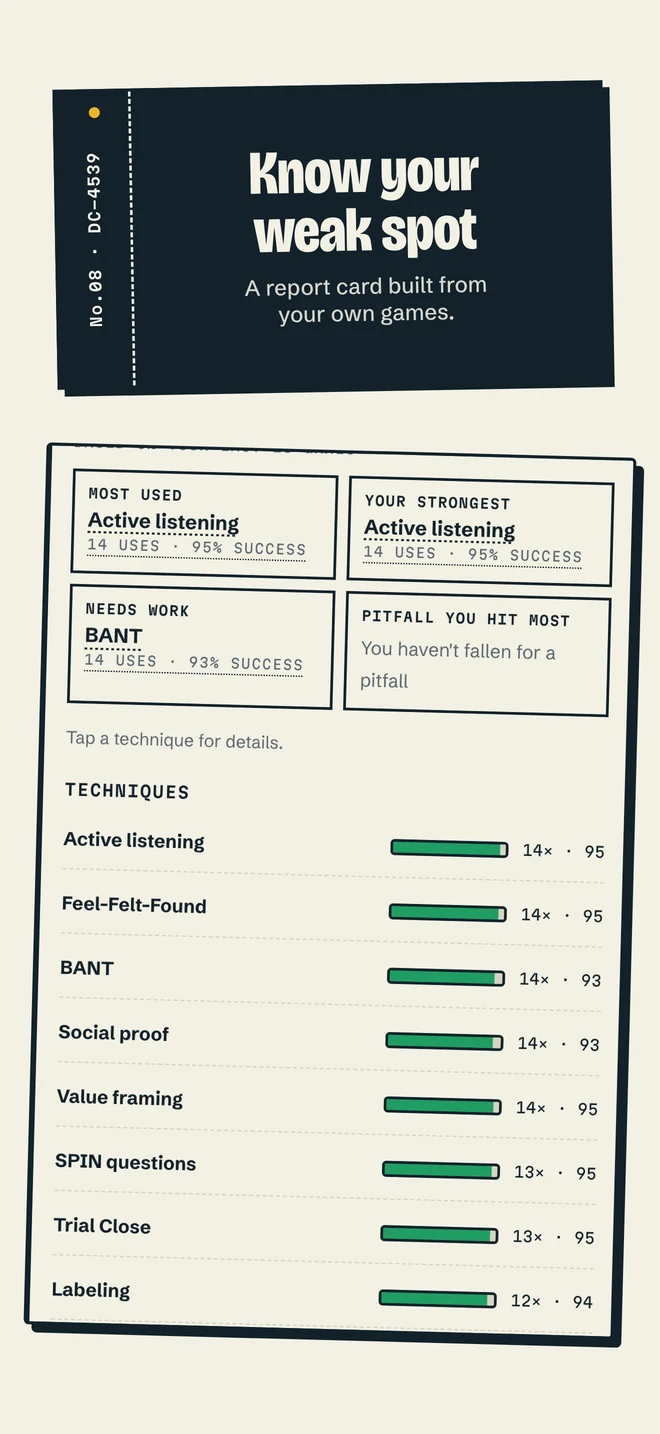 No.08 · DC-4539
Know your
weak spot
A report card built from
your own games.
MOST USED
Active listening
14 USES · 95% SUCCESS
YOUR STRONGEST
Active listening
14 USES · 95% SUCCESS
NEEDS WORK
BANT
14 USES · 93% SUCCESS
PITFALL YOU HIT MOST
You haven't fallen for a
pitfall
Tap a technique for details.
TECHNIQUES
Active listening 14× · 95
Feel-Felt-Found 14× · 95
BANT 14× · 93
Social proof 14× · 93
Value framing 14× · 95
SPIN questions 13× · 95
Trial Close 13× · 95
Labeling 12× · 94